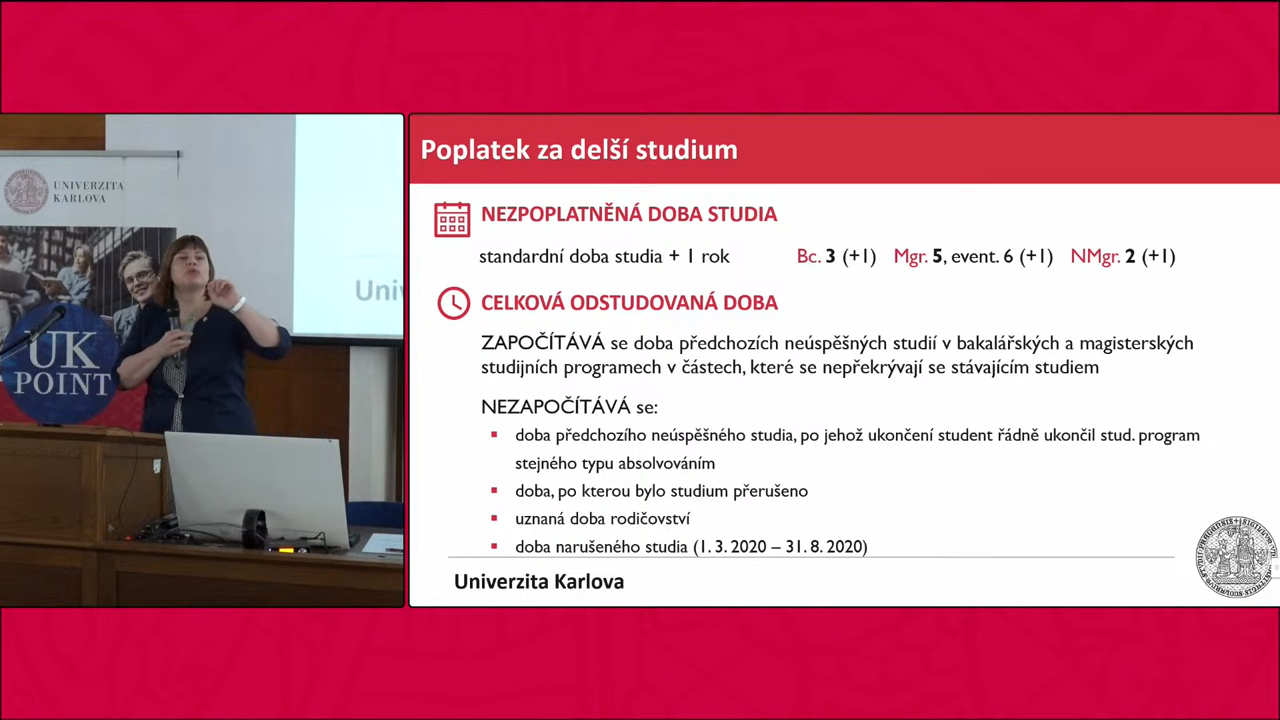 UNIVERZITA
KARLOVA
UK
POINT
Uni
Poplatek za delší studium
NEZPOPLATNĚNÁ DOBA STUDIA
standardní doba studia + 1 rok Bc. 3 (+1) Mgr. 5, event. 6 (+1) NMgr. 2 (+1)
CELKOVÁ ODSTUDOVANÁ DOBA
ZAPOČÍTÁVÁ se doba předchozích neúspěšných studií v bakalářských a magisterských
studijních programech v částech, které se nepřekrývají se stávajícím studiem
NEZAPOČÍTÁVÁ se:
▪ doba předchozího neúspěšného studia, po jehož ukončení student řádně ukončil stud. program
stejného typu absolvováním
▪ doba, po kterou bylo studium přerušeno
▪ uznaná doba rodičovství
▪ doba narušeného studia (1. 3. 2020 – 31. 8. 2020)
Univerzita Karlova